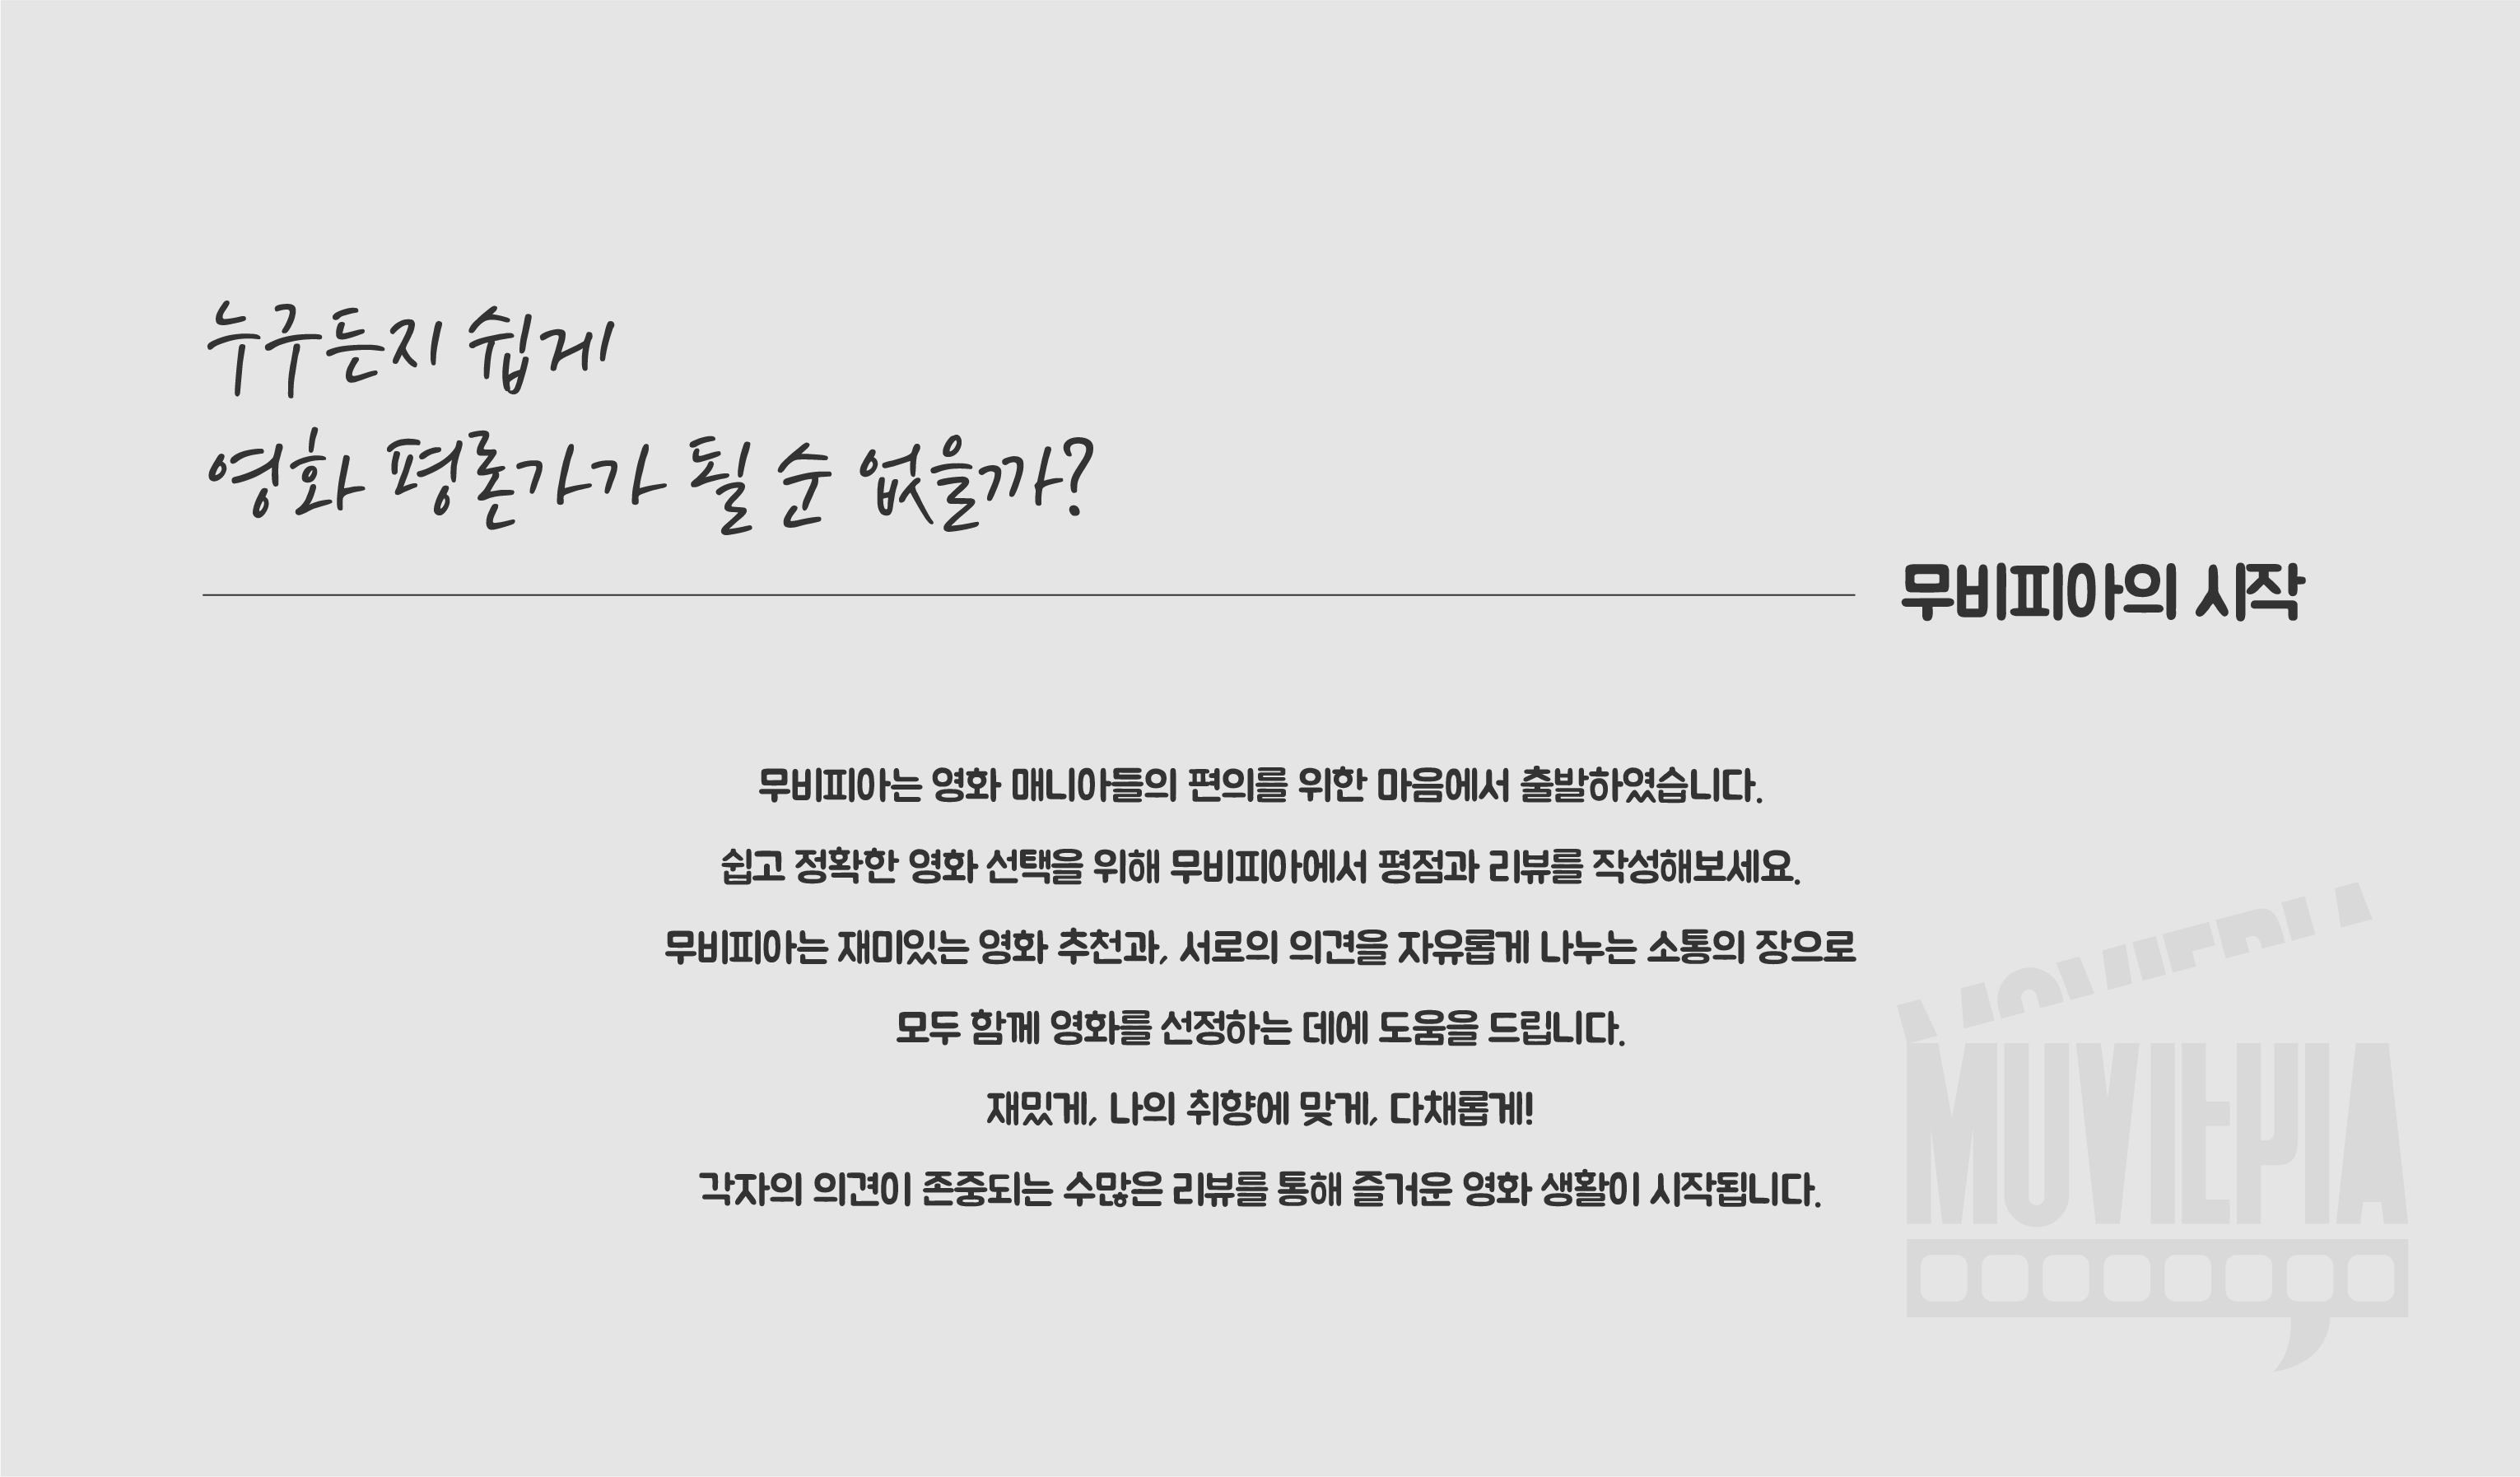 누구든지 쉽게
영화 평론가가 될 순 없을까?
무비피아의 시작
무비피아는 영화 매니아들의 편의를 위한 마음에서 출발하였습니다.
쉽고 정확한 영화 선택을 위해 무비피아에서 평점과 리뷰를 작성해보세요.
무비피아는 재미있는 영화 추천과, 서로의 의견을 자유롭게 나누는 소통의 장으로
모두 함께 영화를 선정하는 데에 도움을 드립니다.
재밌게, 나의 취향에 맞게, 다채롭게!
각자의 의견이 존중되는 수많은 리뷰를 통해 즐거운 영화 생활이 시작됩니다.
MOVIEPIA
MOVIEPIA